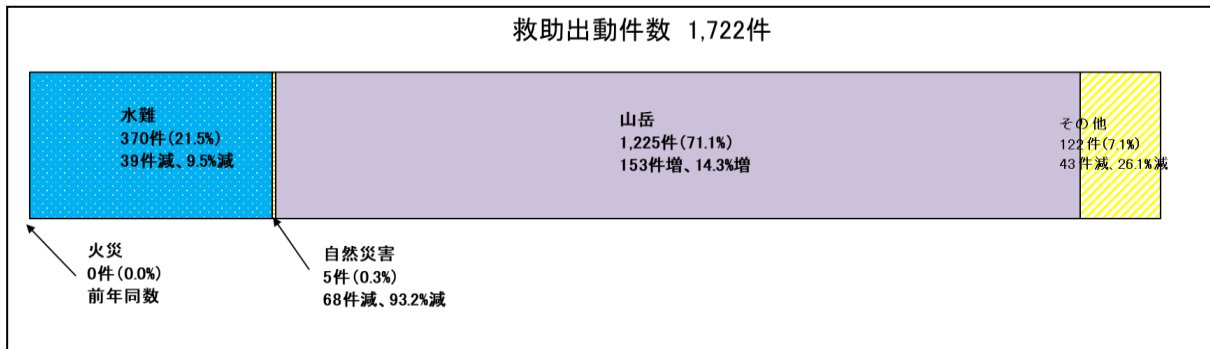 救助出動件数 1,722件
水難
370件(21.5%)
39件減、9.5%減
山岳
1,225件(71.1%)
153件増、14.3%増
その他
122件(7.1%)
43件減、26.1%減
火災
0件(0.0%)
前年同数
自然災害
5件(0.3%)
68件減、93.2%減